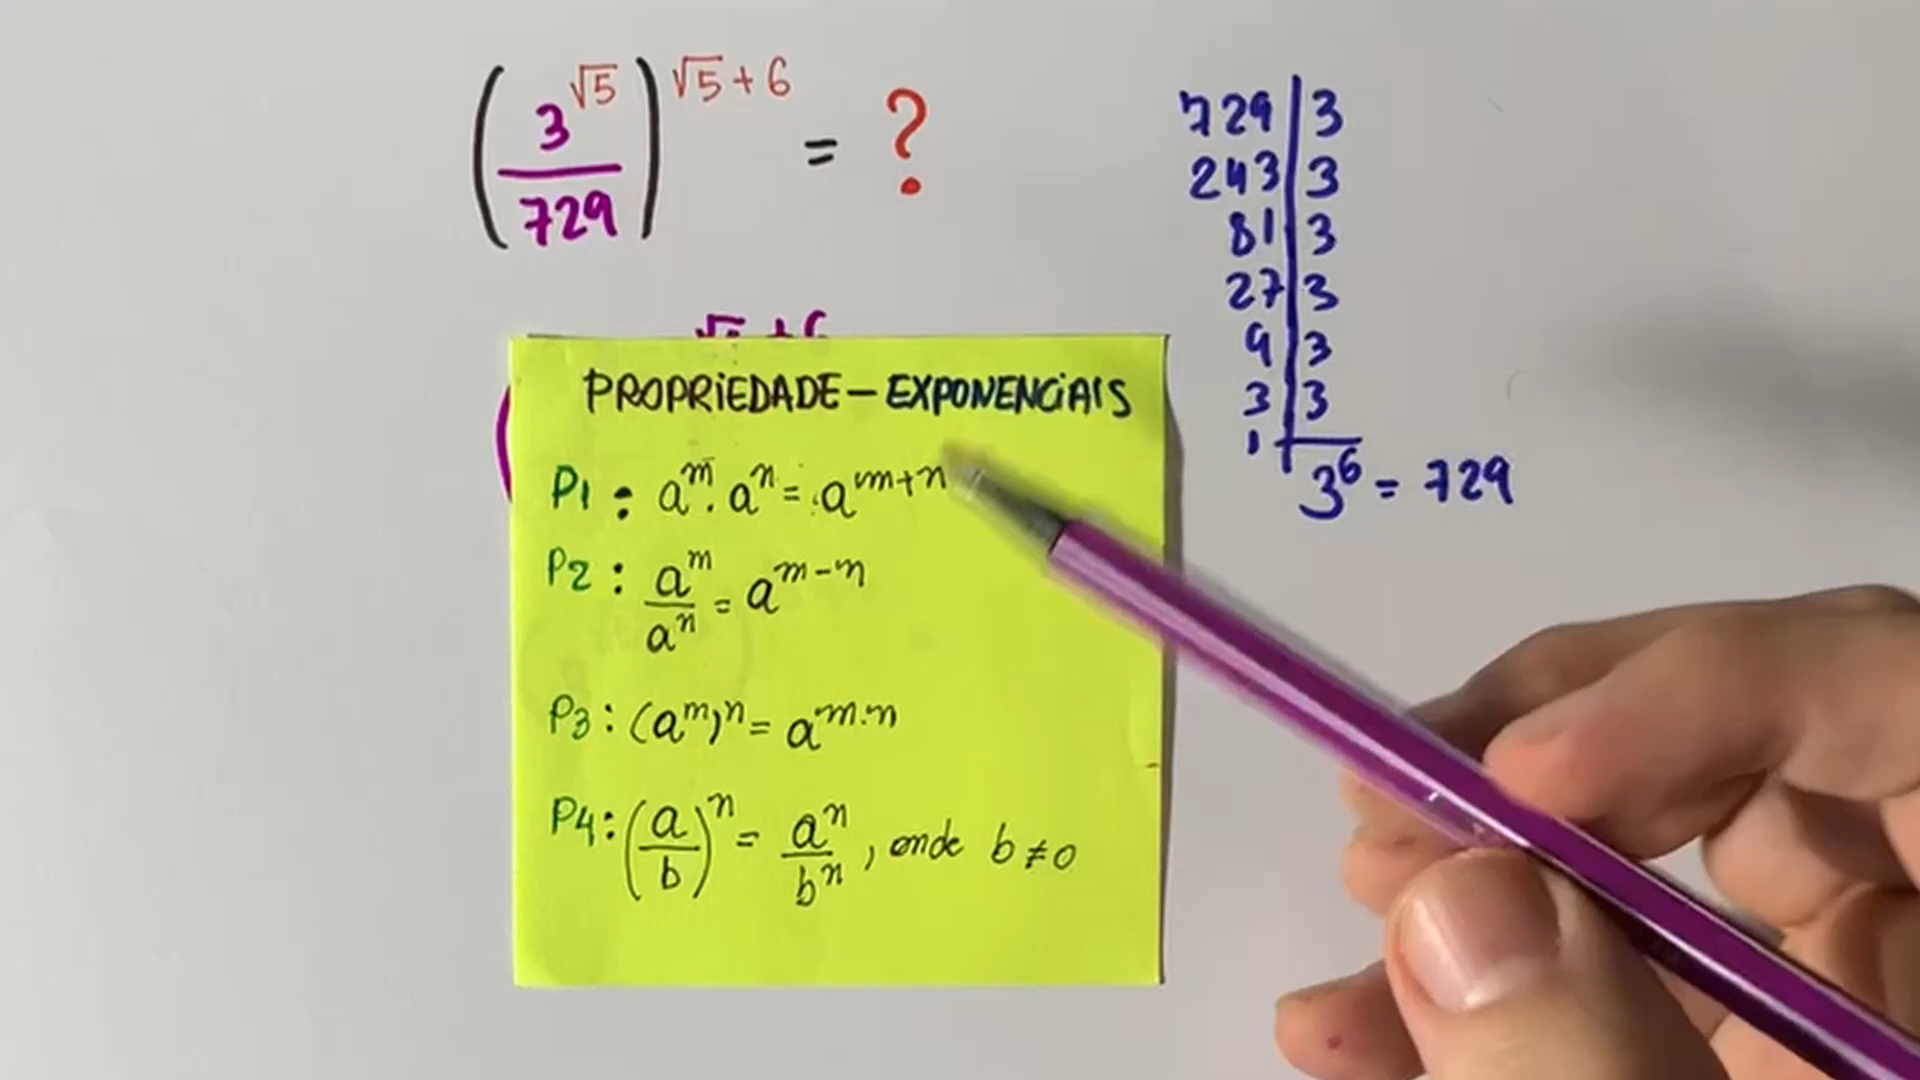 (3^√5/729)^√5+6 = ?
729 | 3
243 | 3
81 | 3
27 | 3
9 | 3
3 | 3
1
3^6 = 729
PROPRIEDADE - EXPONENCIAIS
P1: a^m . a^n = a^m+n
P2: a^m/a^n = a^m-n
P3: (a^m)^n = a^m.n
P4: (a/b)^n = a^n/b^n, onde b≠0